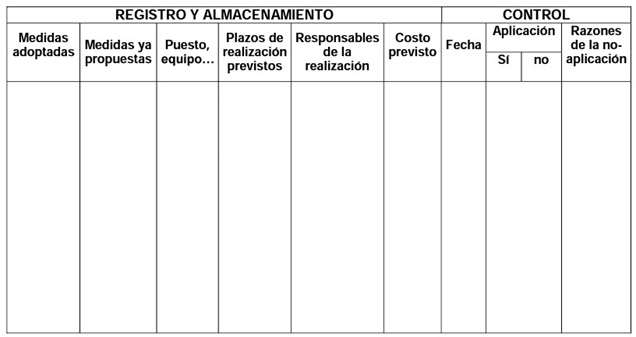 REGISTRO Y ALMACENAMIENTO
CONTROL
Medidas
adoptadas
Medidas ya
propuestas
Puesto,
equipo…
Plazos de
realización
previstos
Responsables
de la
realización
Costo
previsto
Fecha
Aplicación
Sí
no
Razones
de la no-
aplicación